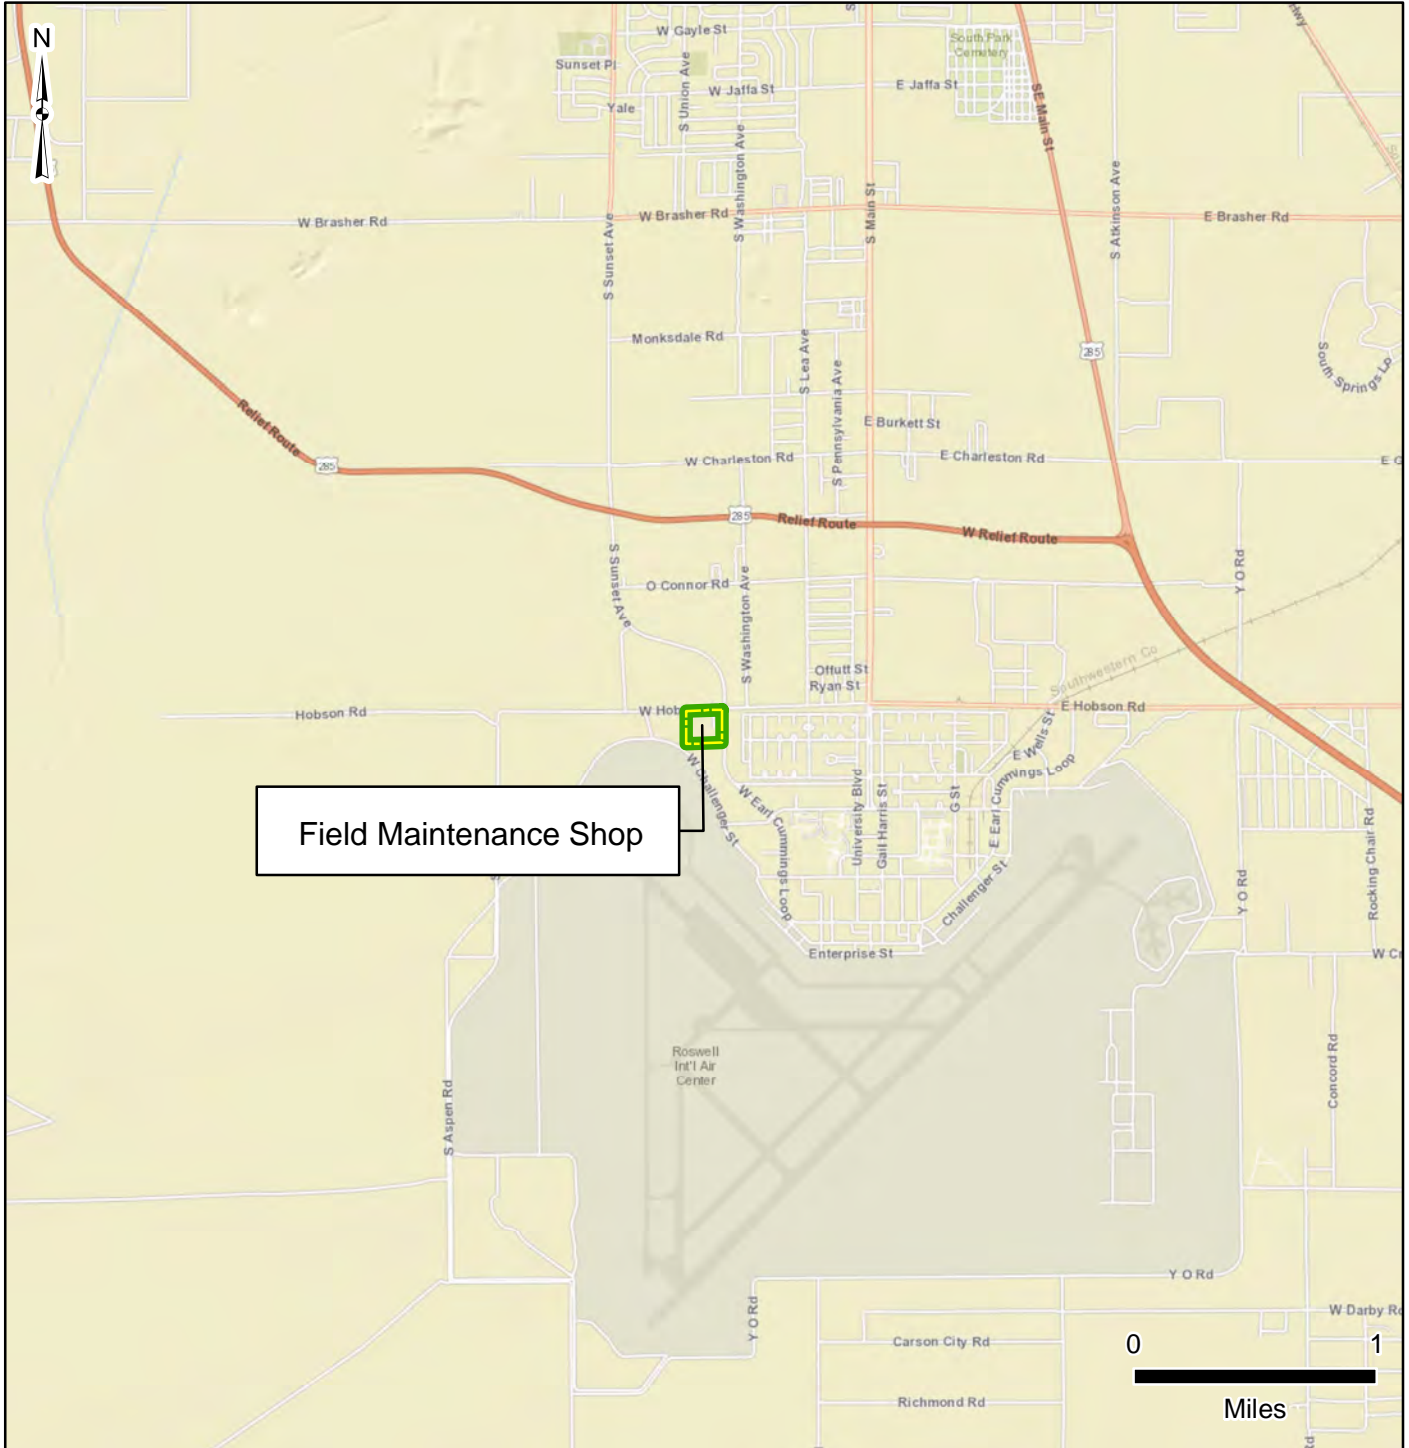 N
W Gayle St
South Park
Cemetery
Sunset Pl
S Union Ave
W Jaffa St
E Jaffa St
Yale
SE Main St
S Washington Ave
S Atkinson Ave
W Brasher Rd
W Brasher Rd
S Main St
E Brasher Rd
S Sunset Ave
Monksdale Rd
S Lea Ave
285
South Springs Lp
S Pennsylvania Ave
Relief Route
E Burkett St
285
W Charleston Rd
E Charleston Rd
285
Relief Route
W Relief Route
S Sunset Ave
O Connor Rd
S Washington Ave
Y O Rd
Southwestern Co
Offutt St
Ryan St
Hobson Rd
W Hob
E Hobson Rd
E Wells St
W Challenger St
W Earl Cummings Loop
University Blvd
Gail Harris St
G St
E Earl Cummings Loop
Field Maintenance Shop
Rocking Chair Rd
Y O Rd
Challenger St
Enterprise St
W Cr
Roswell
Int'l Air
Center
Concord Rd
S Aspen Rd
Y O Rd
Y O Rd
W Darby Rd
Carson City Rd
0 1
Miles
Richmond Rd